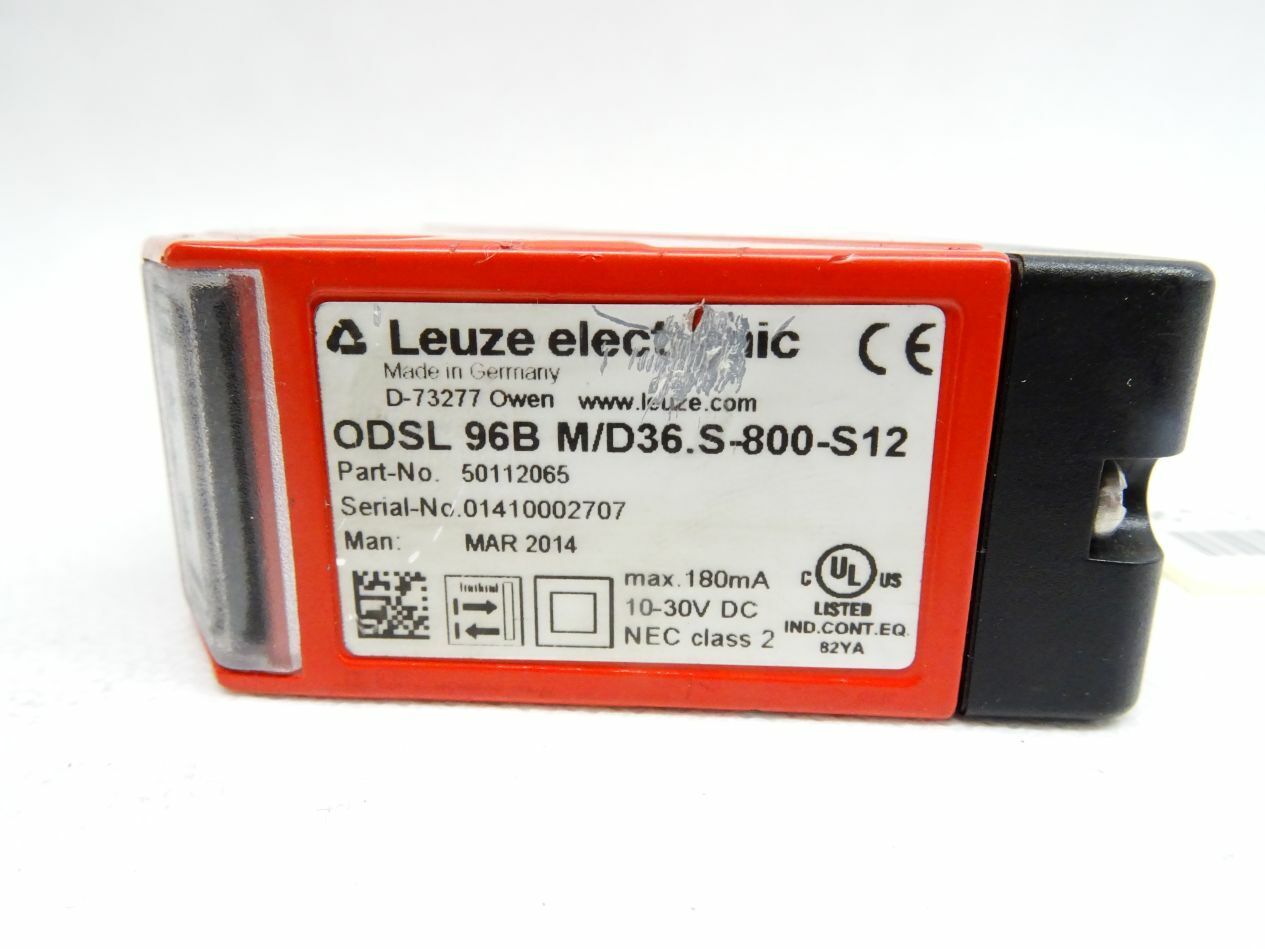 Leuze electronic
Made in Germany
D-73277 Owen www.leuze.com
CE
ODSL 96B M/D36.S-800-S12
Part-No. 50112065
Serial-No.01410002707
Man: MAR 2014
max.180mA
10-30V DC
NEC class 2
C UL US
LISTED
IND.CONT.EQ.
82YA